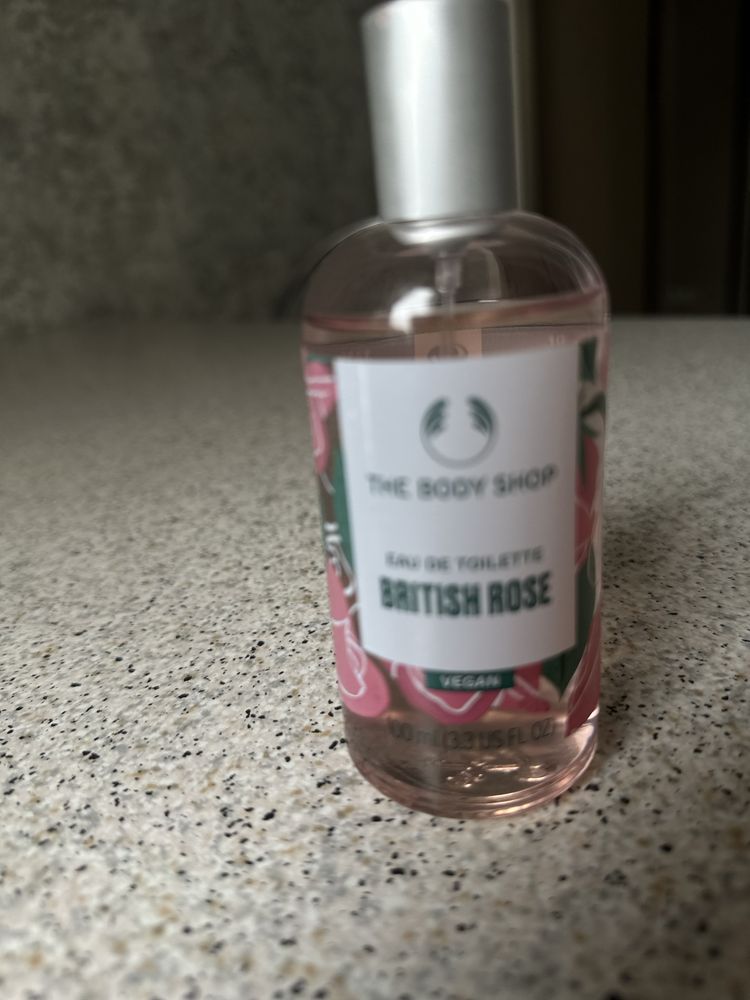 THE BODY SHOP
EAU DE TOILETTE
BRITISH ROSE
VEGAN
100 ml (3.3 US FL OZ)